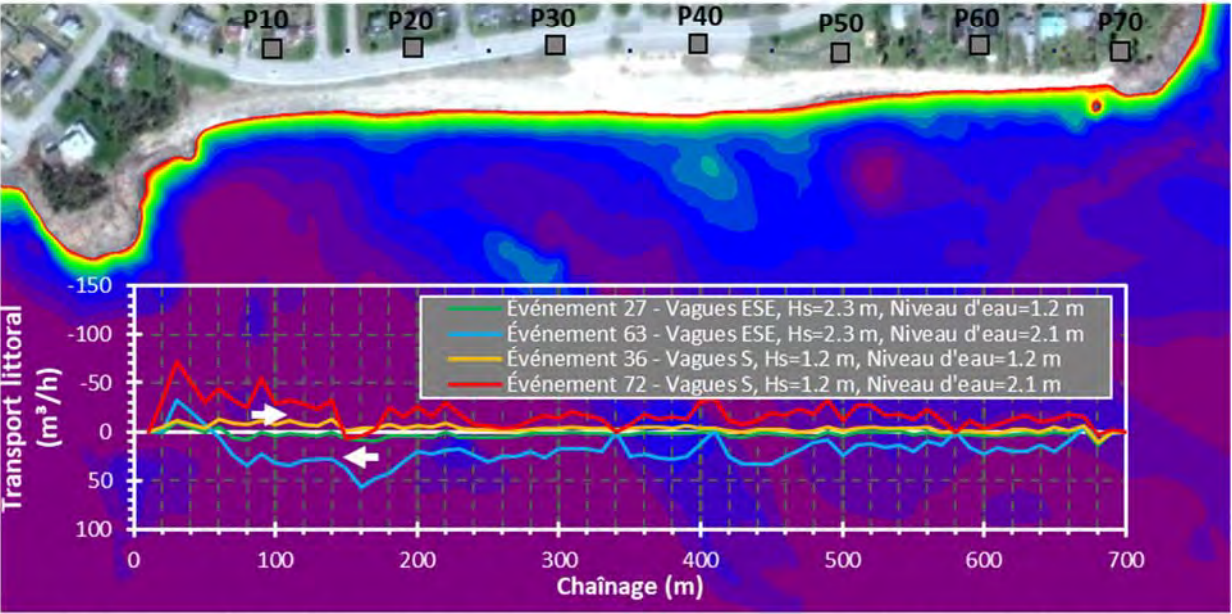 P10 P20 P30 P40 P50 P60 P70
Transport littoral
(m³/h)
-150
-100
-50
0
50
100
Événement 27 - Vagues ESE, Hs=2.3 m, Niveau d'eau=1.2 m
Événement 63 - Vagues ESE, Hs=2.3 m, Niveau d'eau=2.1 m
Événement 36 - Vagues S, Hs=1.2 m, Niveau d'eau=1.2 m
Événement 72 - Vagues S, Hs=1.2 m, Niveau d'eau=2.1 m
0 100 200 300 400 500 600 700
Chaînage (m)